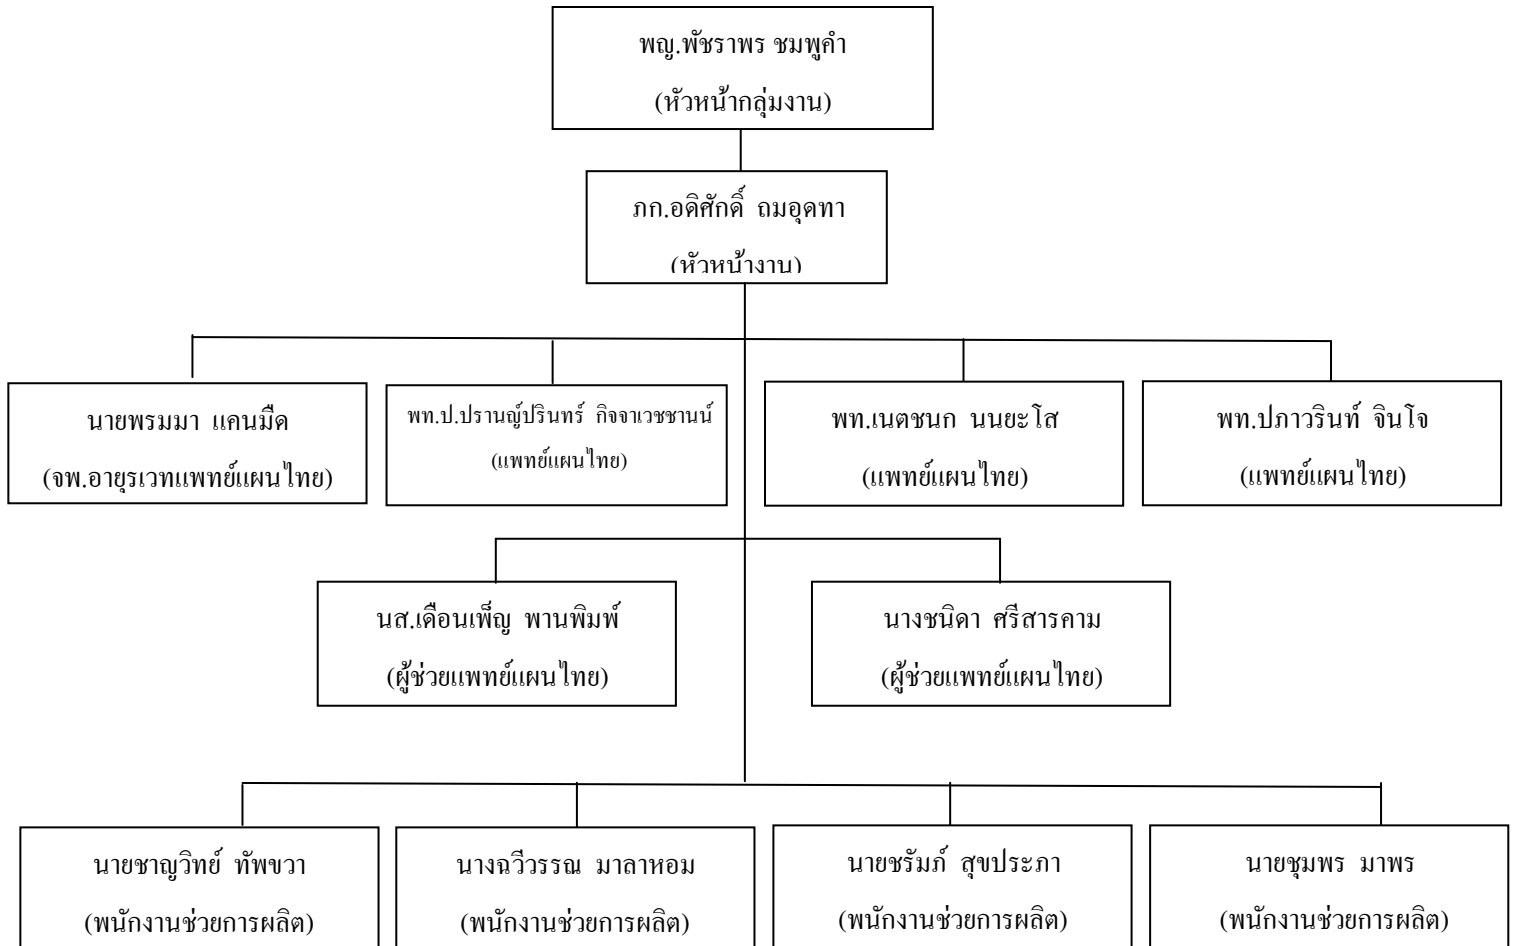 พญ.พัชราพร ชมพูคำ
(หัวหน้ากลุ่มงาน)
ภก.อดิศักดิ์ ถมอุดทา
(หัวหน้างาน)
นายพรมมา แคนมืด
(จพ.อายุรเวทแพทย์แผนไทย)
พท.ป.ปรานญ์ปรินทร์ กิจจาเวชชานน์
(แพทย์แผนไทย)
พท.เนตชนก นนยะโส
(แพทย์แผนไทย)
พท.ปภาวรินท์ จินโจ
(แพทย์แผนไทย)
นส.เดือนเพ็ญ พานพิมพ์
(ผู้ช่วยแพทย์แผนไทย)
นางชนิดา ศรีสารคาม
(ผู้ช่วยแพทย์แผนไทย)
นายชาญวิทย์ ทัพขวา
(พนักงานช่วยการผลิต)
นางฉวีวรรณ มาลาหอม
(พนักงานช่วยการผลิต)
นายชรัมภ์ สุขประภา
(พนักงานช่วยการผลิต)
นายชุมพร มาพร
(พนักงานช่วยการผลิต)